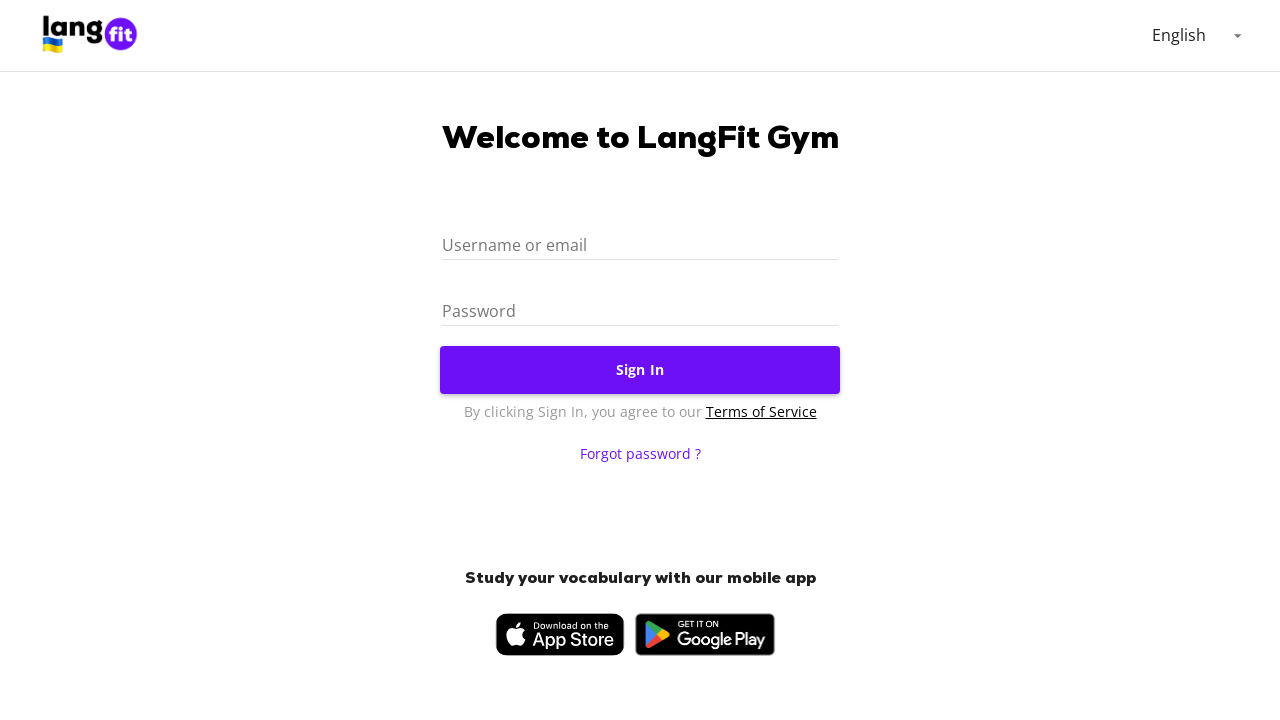 lang fit
English
Welcome to LangFit Gym
Username or email
Password
Sign In
By clicking Sign In, you agree to our Terms of Service
Forgot password ?
Study your vocabulary with our mobile app
Download on the
App Store
GET IT ON
Google Play